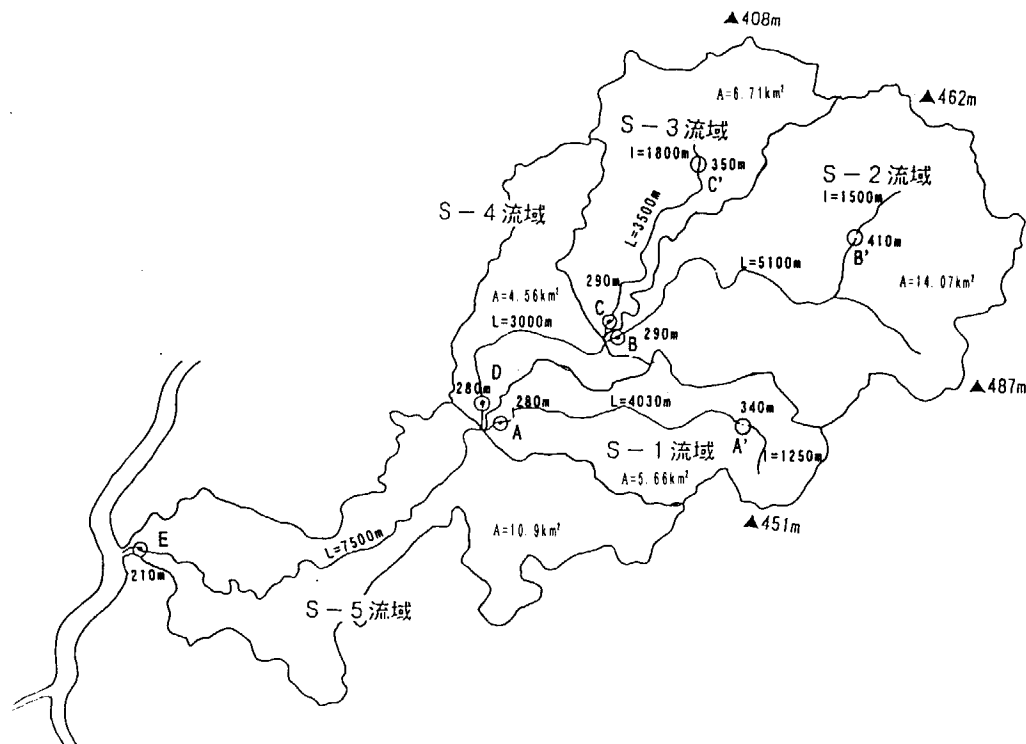 ▲408m
A=6.71km²
▲462m
S-3流域
l=1800m
350m
C'
S-2流域
l=1500m
S-4流域
L=3500m
410m
B'
L=5100m
A=14.07km²
290m
A=4.56km²
C
L=3000m
290m
B
D
280m
▲487m
280m
L=4030m
340m
A
A'
S-1流域
l=1250m
A=5.66km²
▲451m
A=10.9km²
E
L=7500m
210m
S-5流域